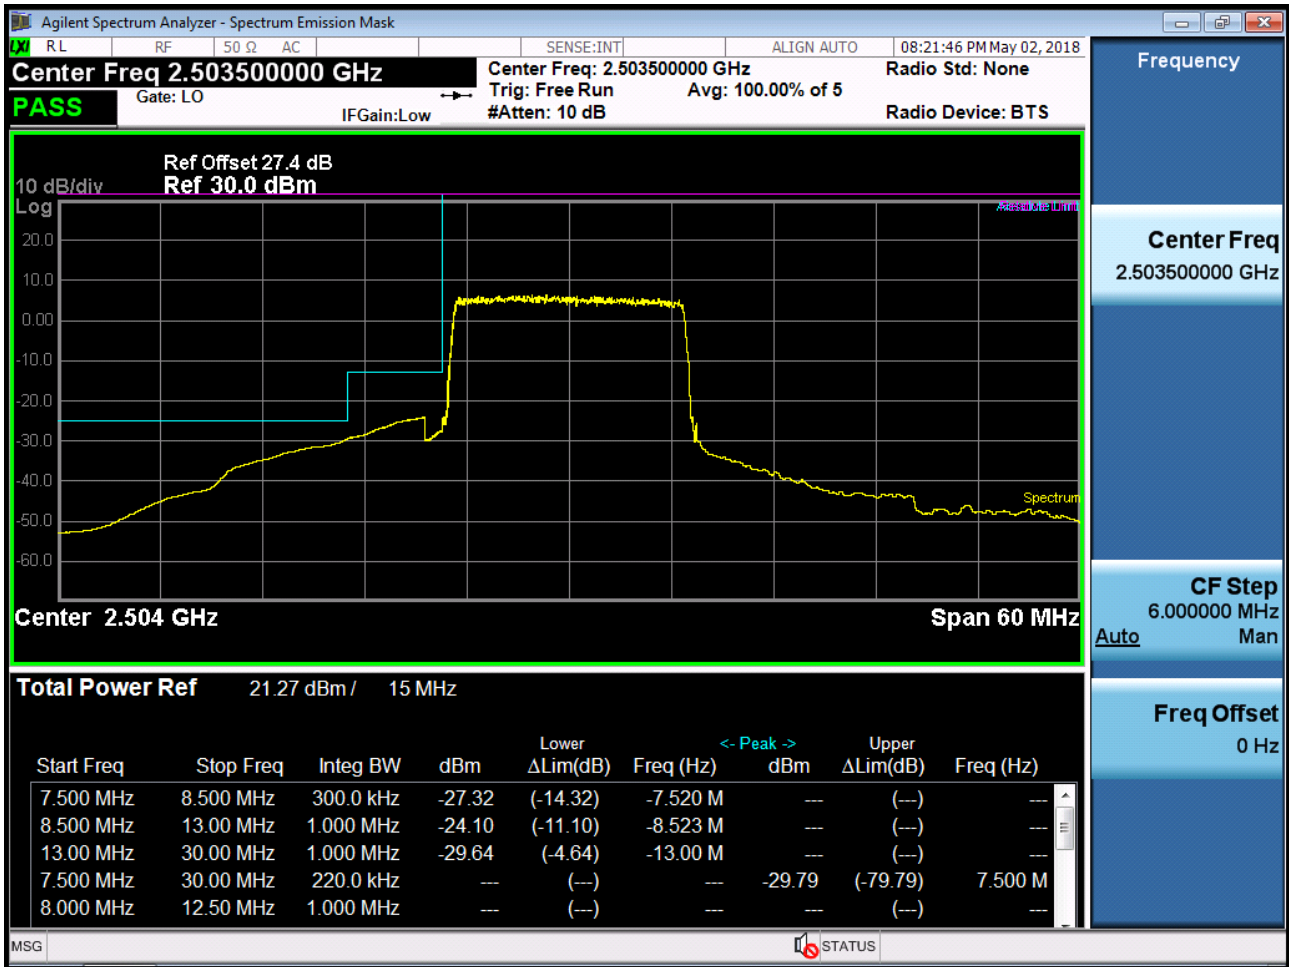 Agilent Spectrum Analyzer - Spectrum Emission Mask
LXI RL RF 50 Ω AC SENSE:INT ALIGN AUTO 08:21:46 PM May 02, 2018
Center Freq 2.503500000 GHz
Center Freq: 2.503500000 GHz
Radio Std: None
PASS
Gate: LO
Trig: Free Run
Avg: 100.00% of 5
IFGain:Low
#Atten: 10 dB
Radio Device: BTS
Ref Offset 27.4 dB
10 dB/div
Ref 30.0 dBm
Log
Absolute Limit
20.0
10.0
0.00
-10.0
-20.0
-30.0
-40.0
Spectrum
-50.0
-60.0
Center 2.504 GHz
Span 60 MHz
Total Power Ref 21.27 dBm / 15 MHz
Lower <- Peak -> Upper
Start Freq Stop Freq Integ BW dBm ΔLim(dB) Freq (Hz) dBm ΔLim(dB) Freq (Hz)
7.500 MHz 8.500 MHz 300.0 kHz -27.32 (-14.32) -7.520 M --- (---) ---
8.500 MHz 13.00 MHz 1.000 MHz -24.10 (-11.10) -8.523 M --- (---) ---
13.00 MHz 30.00 MHz 1.000 MHz -29.64 (-4.64) -13.00 M --- (---) ---
7.500 MHz 30.00 MHz 220.0 kHz --- (---) --- -29.79 (-79.79) 7.500 M
8.000 MHz 12.50 MHz 1.000 MHz --- (---) --- --- (---) ---
MSG
STATUS
Frequency
Center Freq
2.503500000 GHz
CF Step
6.000000 MHz
Auto Man
Freq Offset
0 Hz